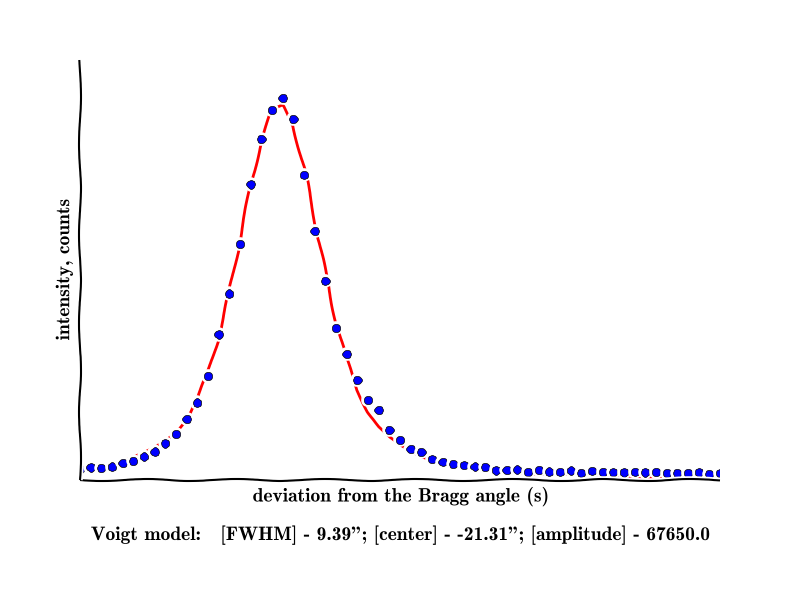 intensity, counts
deviation from the Bragg angle (s)
Voigt model: [FWHM] - 9.39”; [center] - -21.31”; [amplitude] - 67650.0